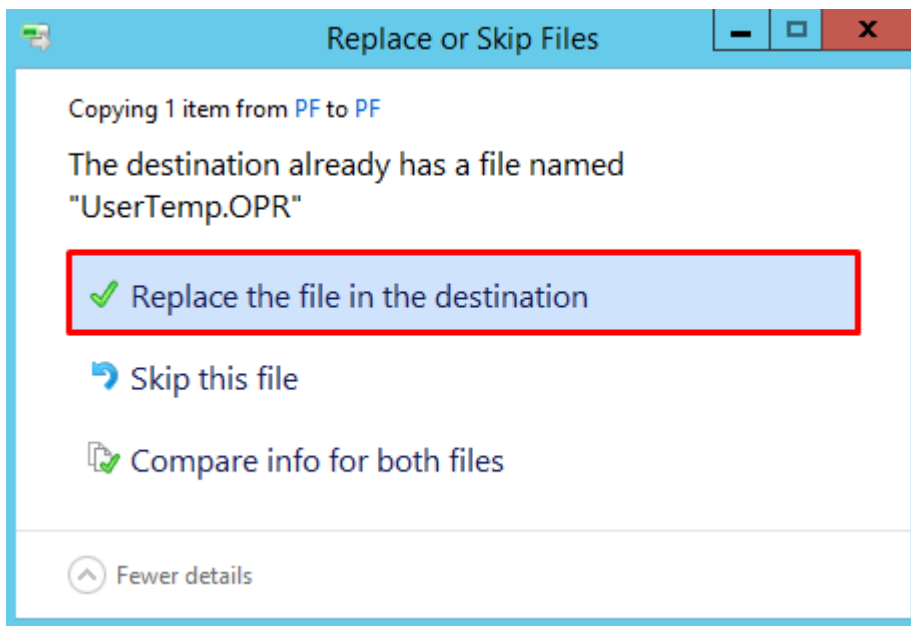 Replace or Skip Files
Copying 1 item from PF to PF
The destination already has a file named
"UserTemp.OPR"
Replace the file in the destination
Skip this file
Compare info for both files
Fewer details